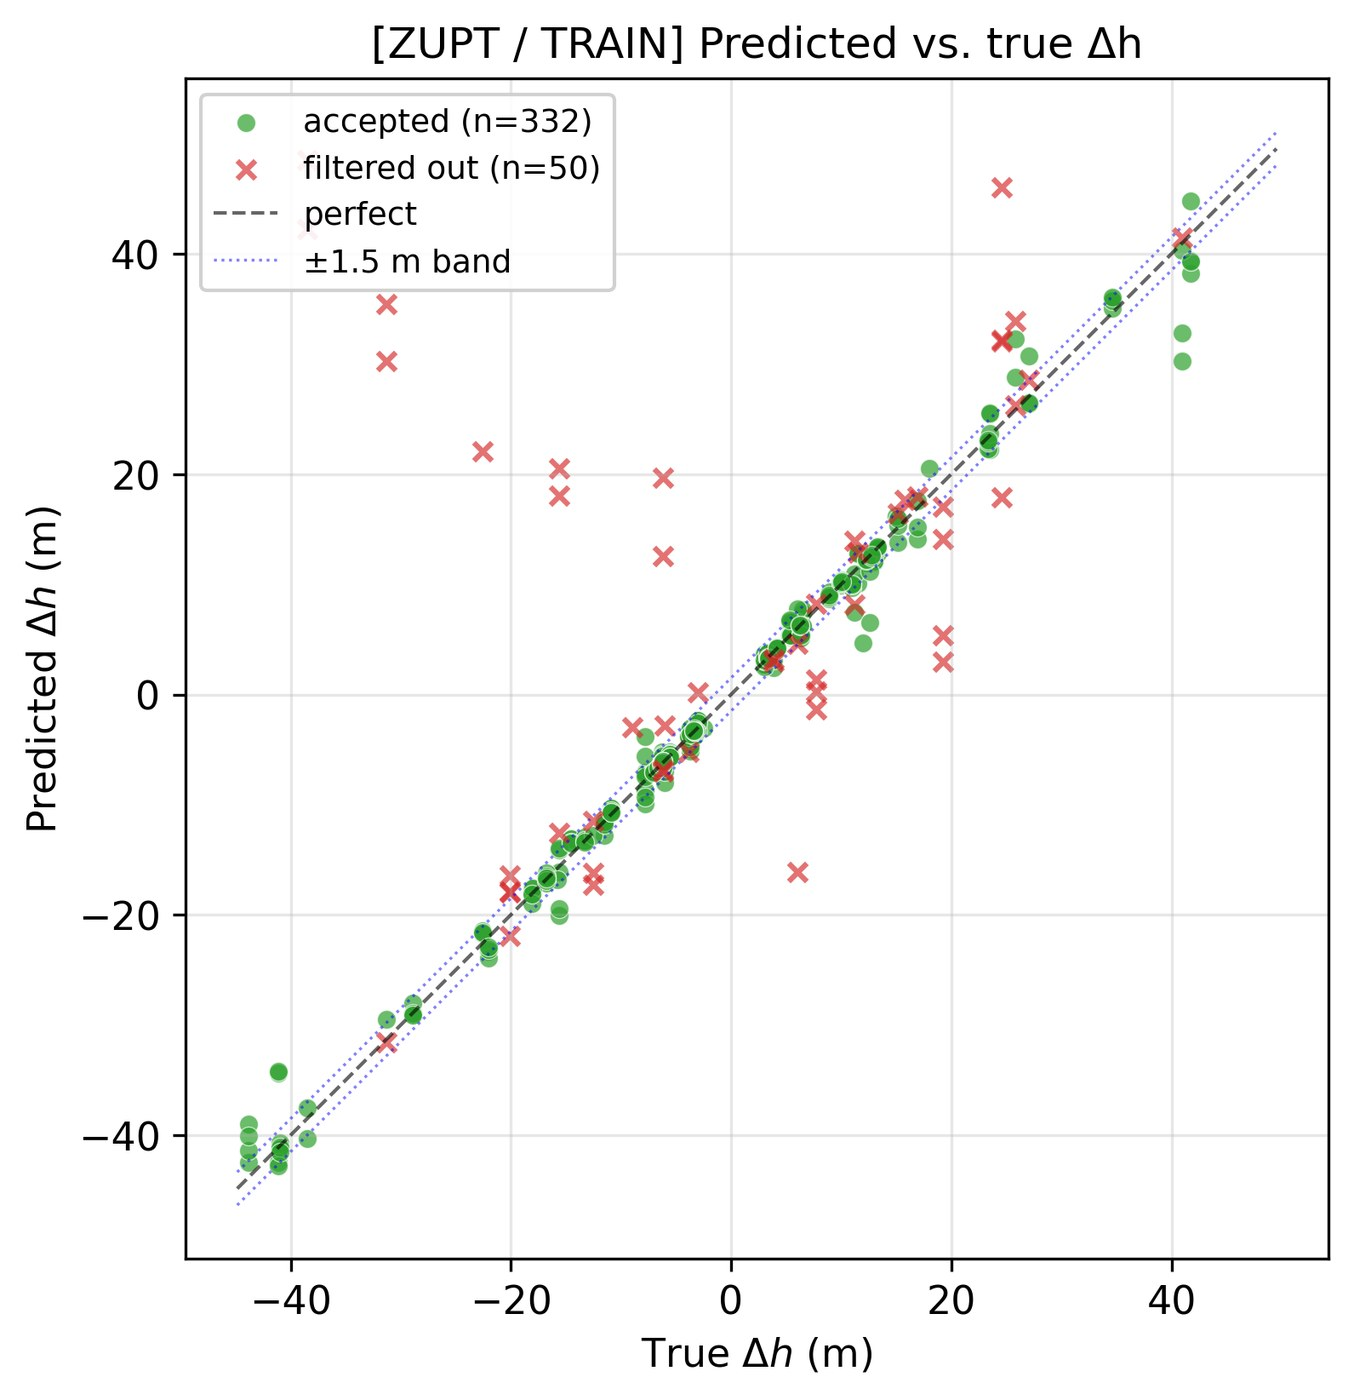 [ZUPT / TRAIN] Predicted vs. true Δh
accepted (n=332)
filtered out (n=50)
perfect
±1.5 m band
40
20
0
−20
−40
Predicted Δh (m)
−40 −20 0 20 40
True Δh (m)